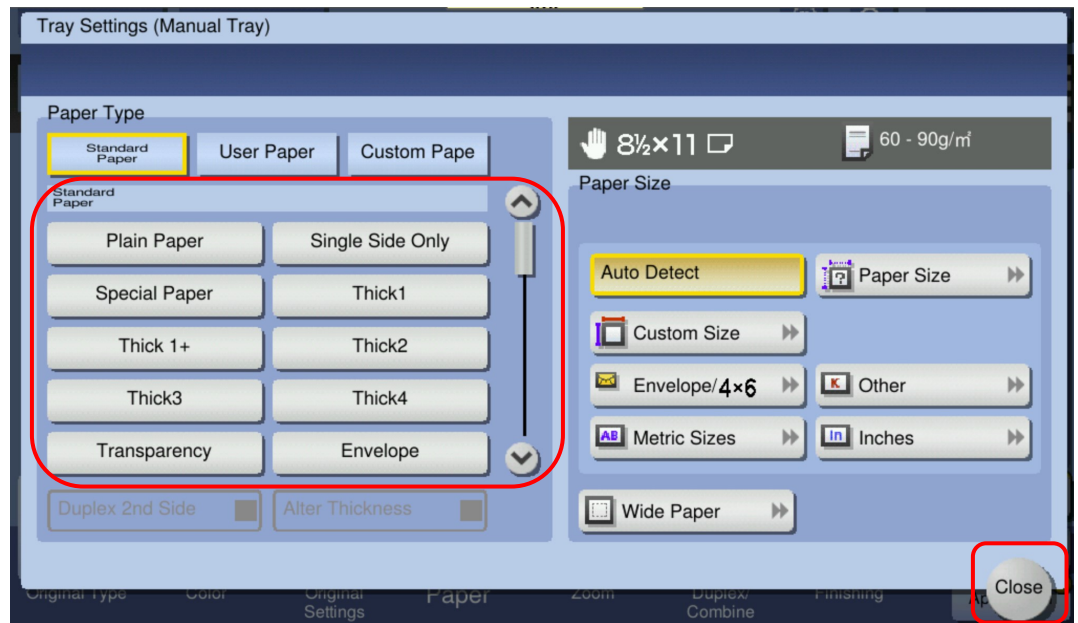 Tray Settings (Manual Tray)
Paper Type
Standard
Paper
User Paper
Custom Pape
Standard
Paper
Plain Paper
Single Side Only
Special Paper
Thick1
Thick 1+
Thick2
Thick3
Thick4
Transparency
Envelope
Duplex 2nd Side
Alter Thickness
8½×11
60 - 90g/㎡
Paper Size
Auto Detect
? Paper Size
Custom Size
Envelope/4×6
K Other
AB Metric Sizes
In Inches
Wide Paper
Close
Original Type
Color
Original
Settings
Paper
Zoom
Duplex/
Combine
Finishing